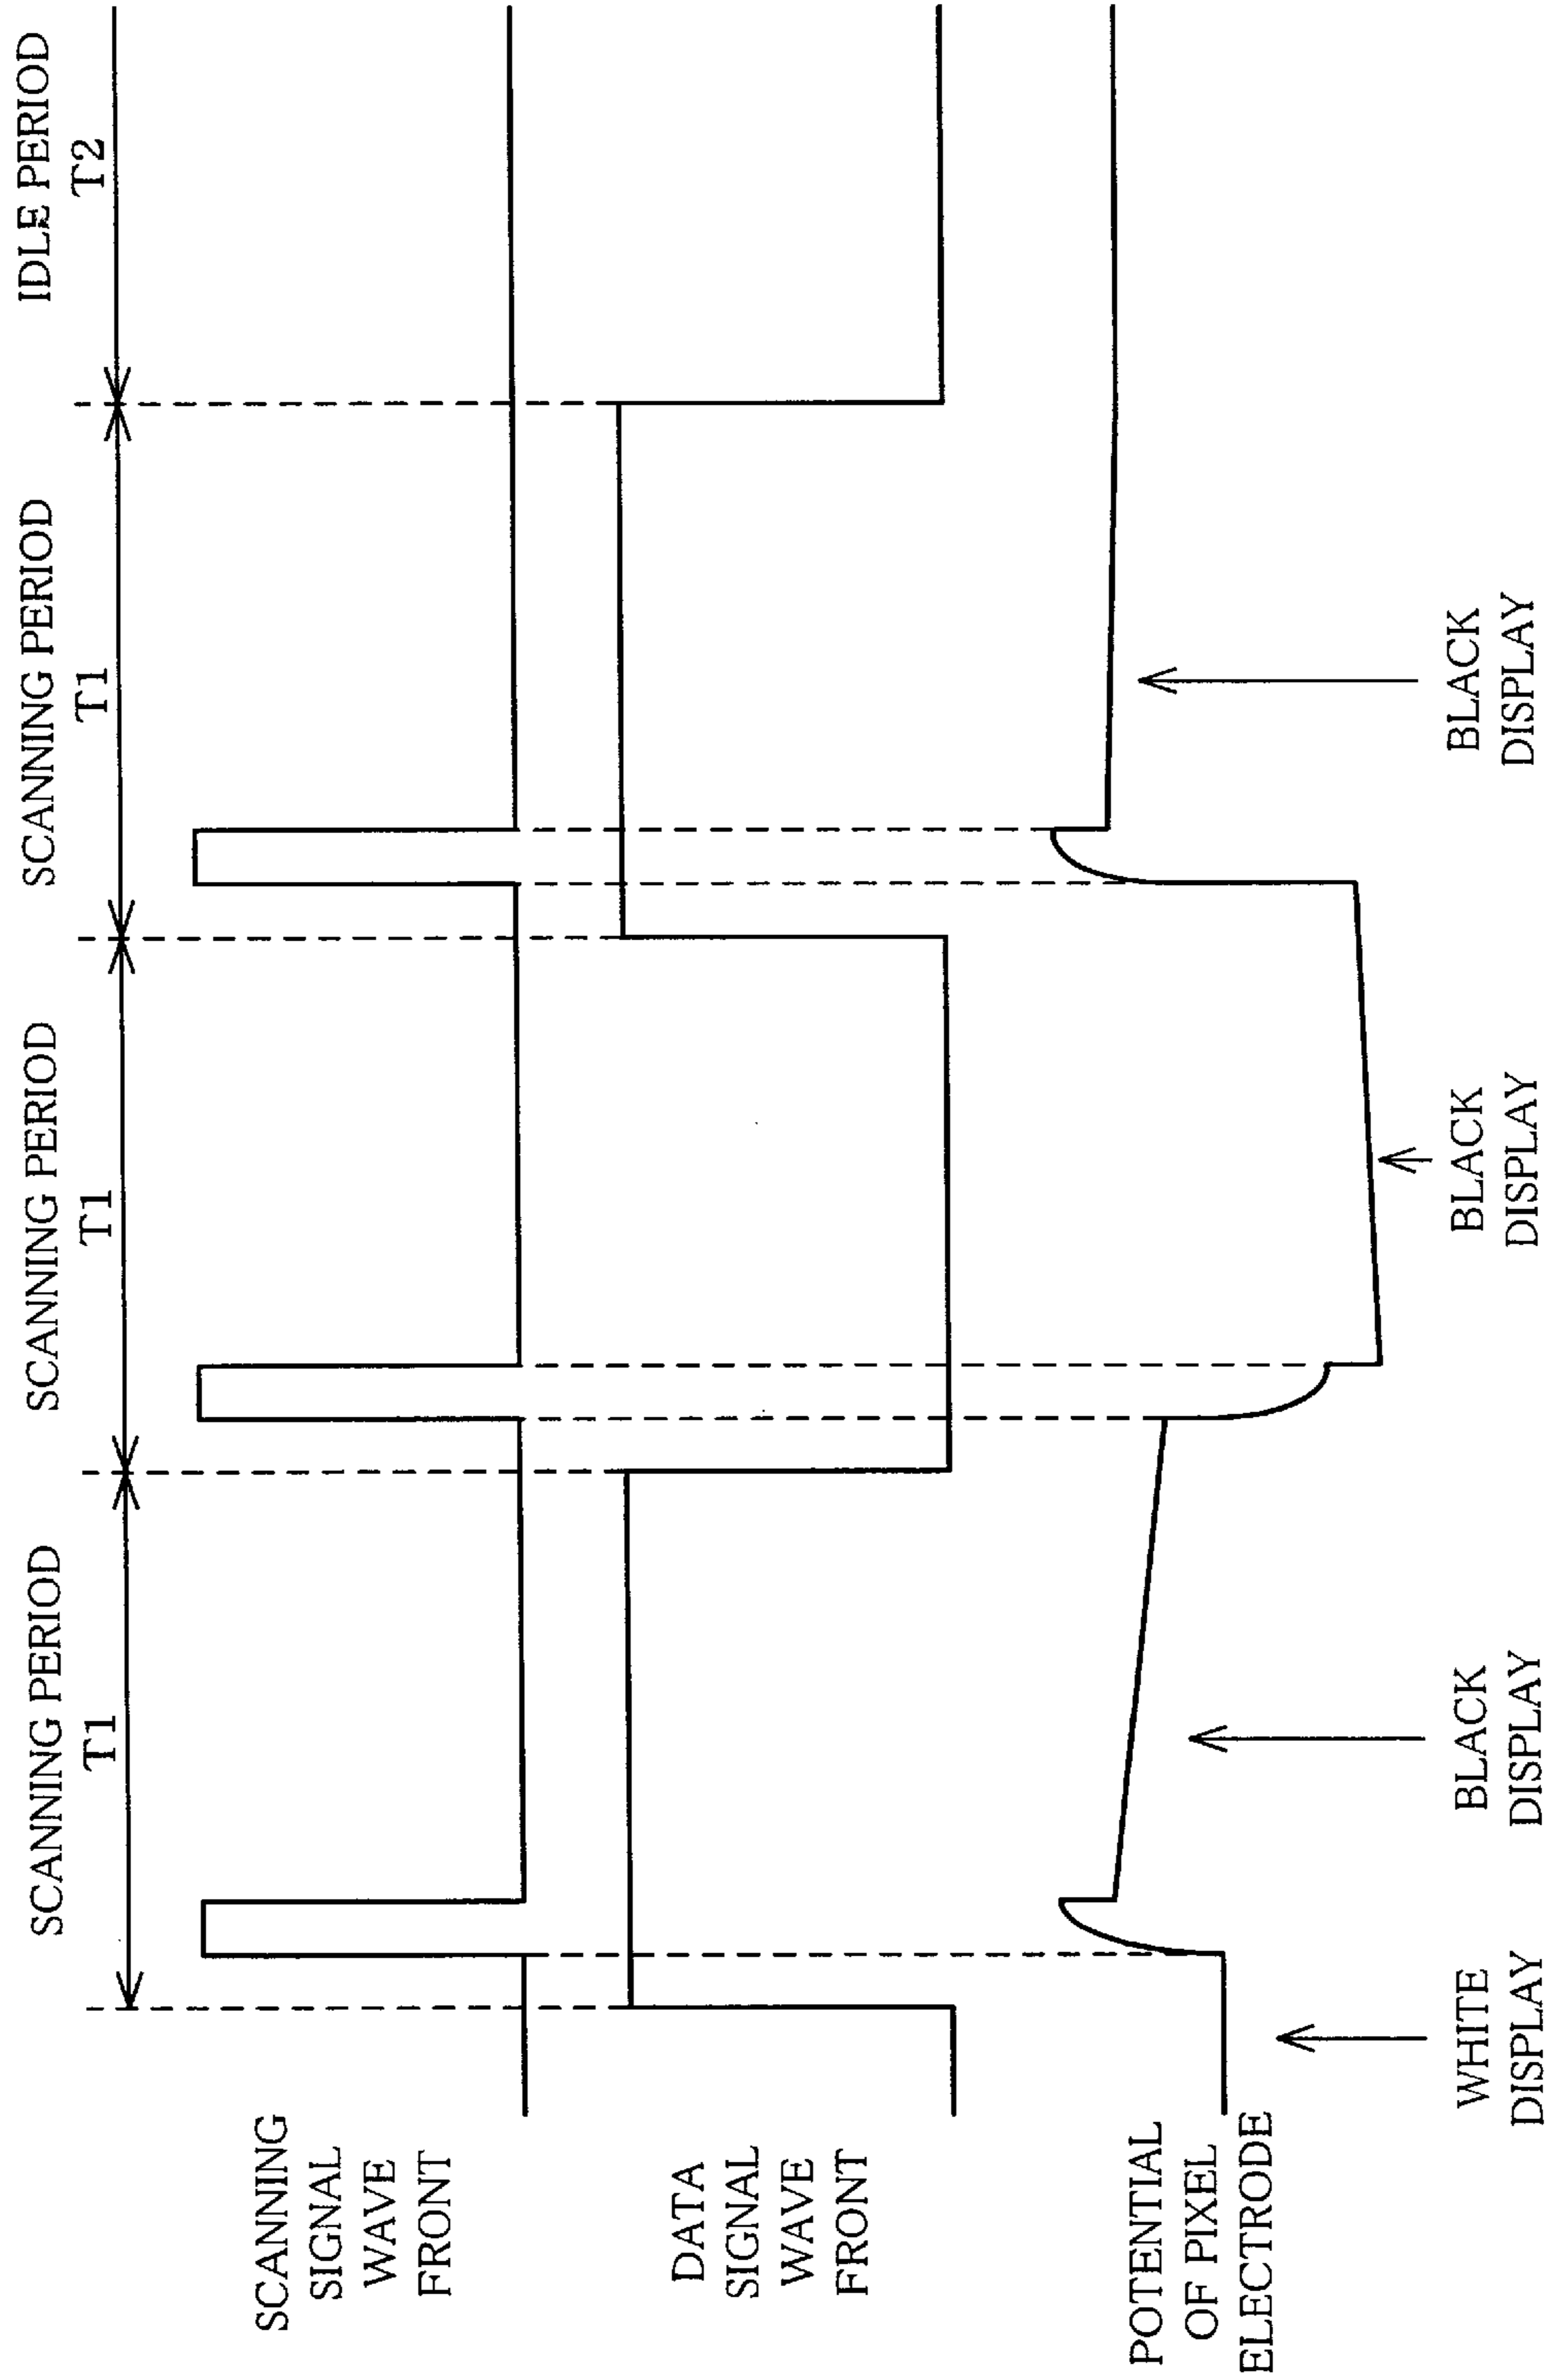 SCANNING PERIOD
SCANNING PERIOD
SCANNING PERIOD
IDLE PERIOD
T1
T1
T1
T2
SCANNING
SIGNAL
WAVE
FRONT
DATA
SIGNAL
WAVE
FRONT
POTENTIAL
OF PIXEL
ELECTRODE
WHITE
DISPLAY
BLACK
DISPLAY
BLACK
DISPLAY
BLACK
DISPLAY